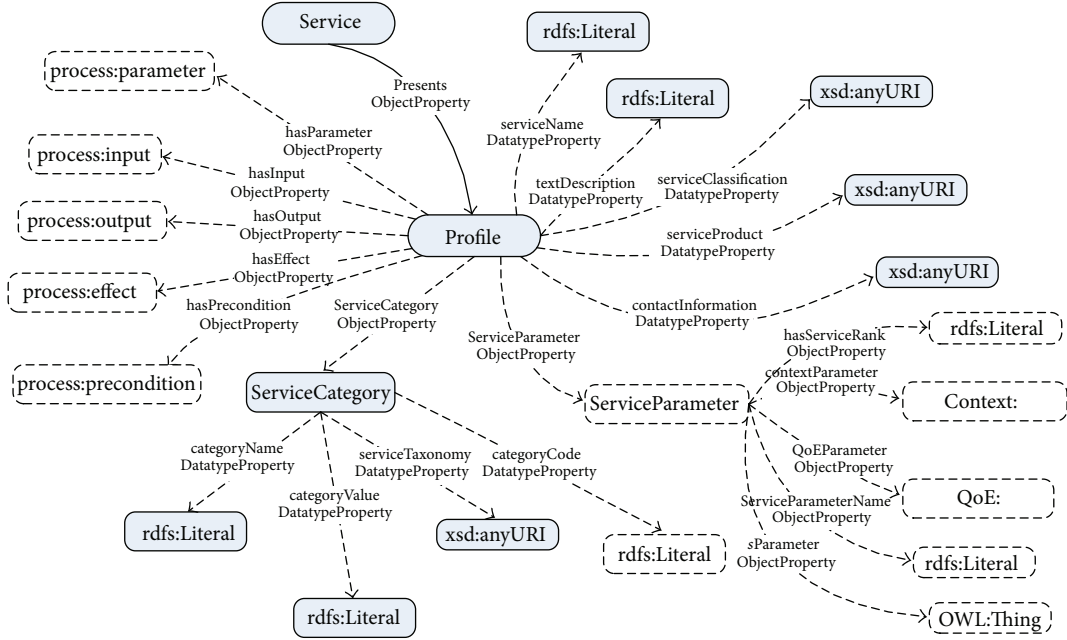 Service
rdfs:Literal
process:parameter
Presents
ObjectProperty
rdfs:Literal
xsd:anyURI
hasParameter
ObjectProperty
serviceName
DatatypeProperty
process:input
hasInput
ObjectProperty
textDescription
DatatypeProperty
serviceClassification
DatatypeProperty
xsd:anyURI
process:output
hasOutput
ObjectProperty
Profile
serviceProduct
DatatypeProperty
hasEffect
ObjectProperty
xsd:anyURI
process:effect
hasPrecondition
ObjectProperty
ServiceCategory
ObjectProperty
contactInformation
DatatypeProperty
ServiceParameter
ObjectProperty
hasServiceRank
ObjectProperty
rdfs:Literal
process:precondition
contextParameter
ObjectProperty
ServiceCategory
ServiceParameter
Context:
categoryName
DatatypeProperty
serviceTaxonomy
DatatypeProperty
categoryCode
DatatypeProperty
QoEParameter
ObjectProperty
categoryValue
DatatypeProperty
QoE:
ServiceParameterName
ObjectProperty
rdfs:Literal
xsd:anyURI
sParameter
ObjectProperty
rdfs:Literal
rdfs:Literal
rdfs:Literal
OWL:Thing